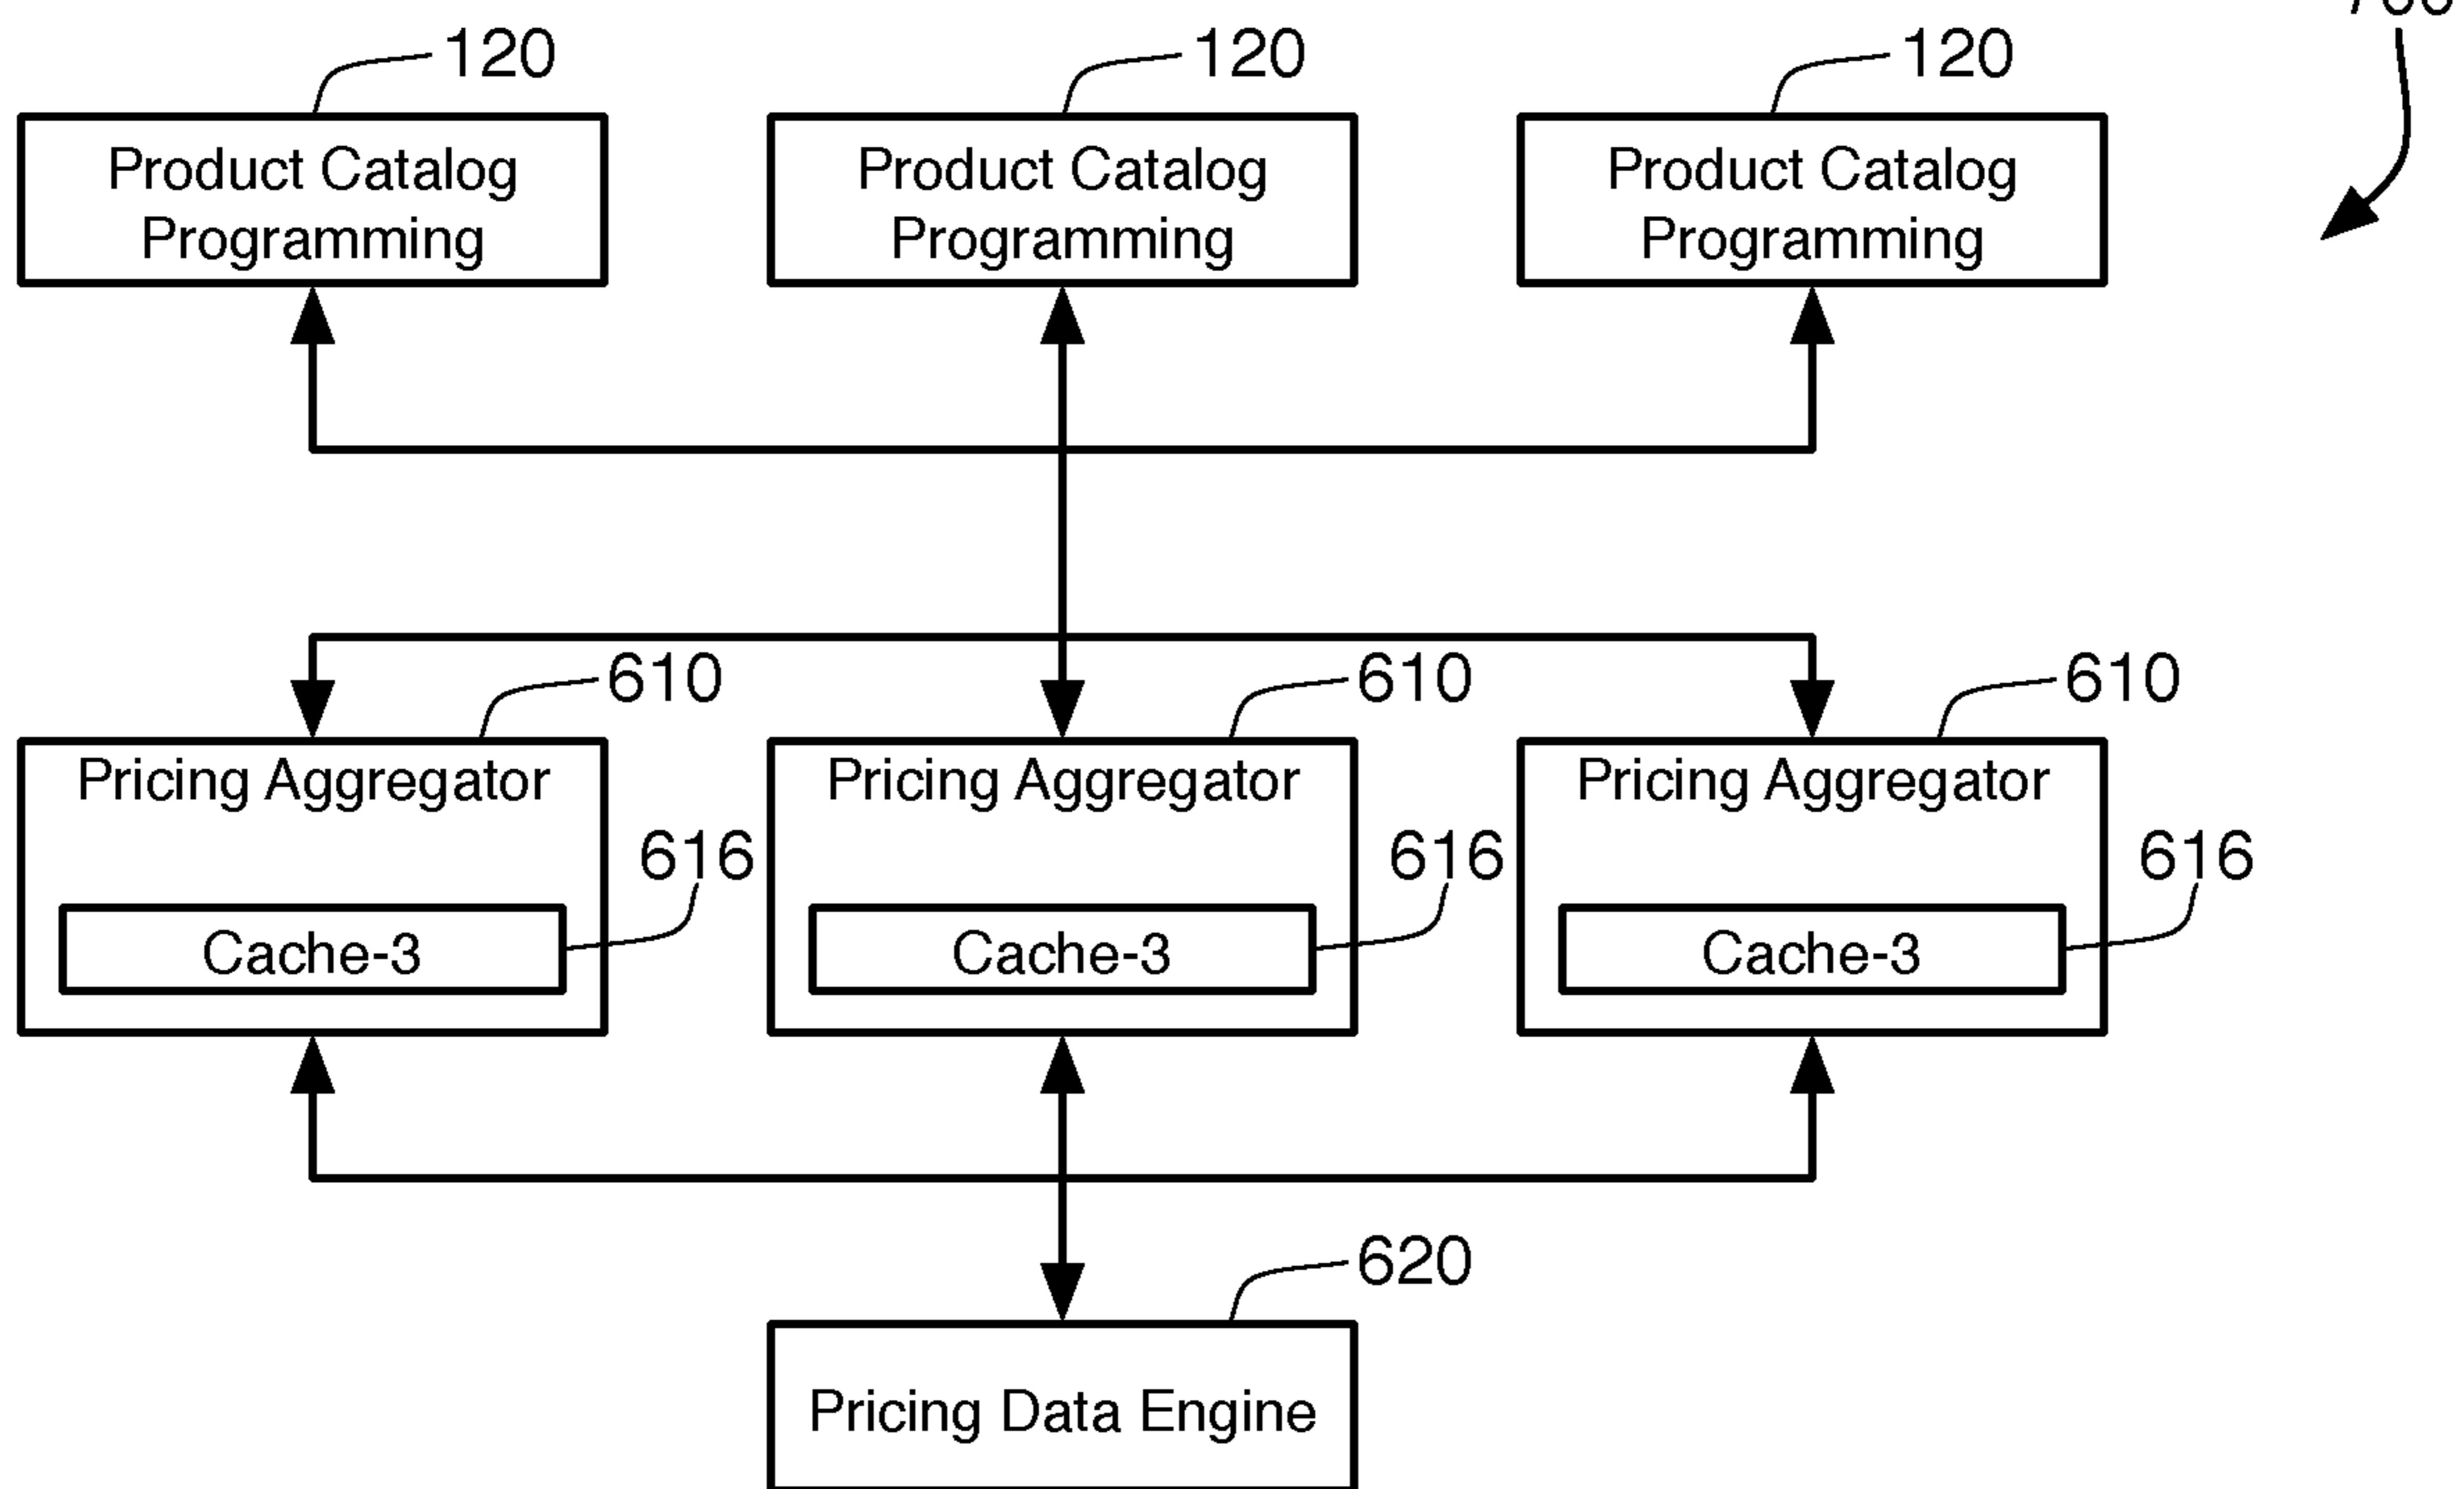 120 120 120
Product Catalog Product Catalog Product Catalog
Programming Programming Programming
610 610 610
Pricing Aggregator Pricing Aggregator Pricing Aggregator
616 616 616
Cache-3 Cache-3 Cache-3
620
Pricing Data Engine